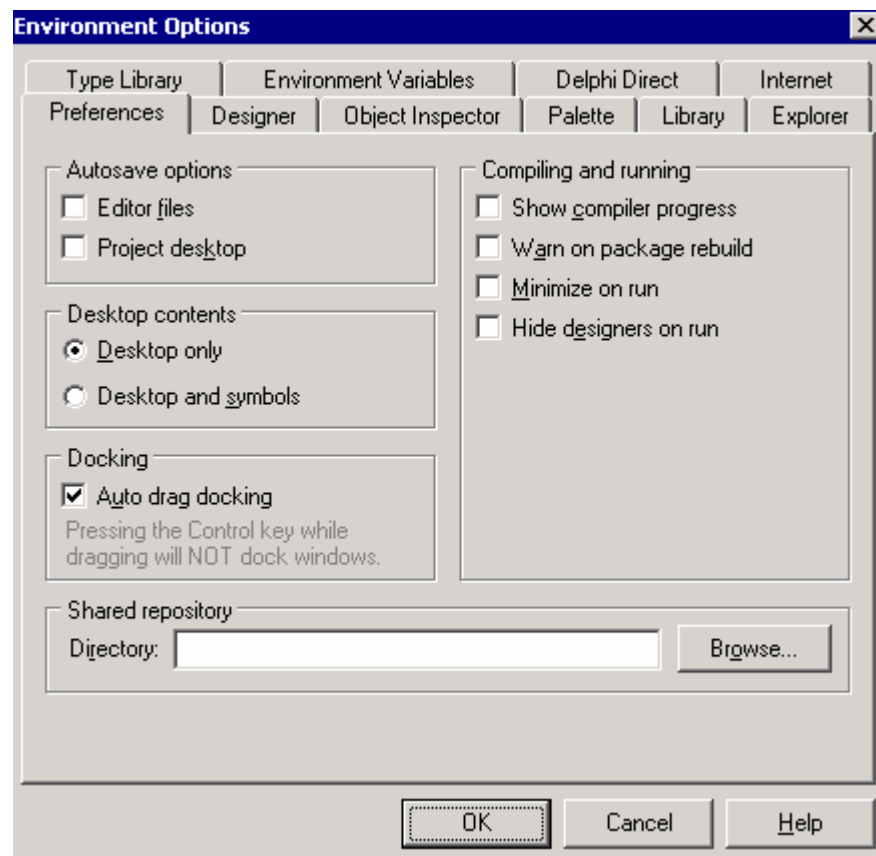 Environment Options
Type Library Environment Variables Delphi Direct Internet
Preferences Designer Object Inspector Palette Library Explorer
Autosave options
Editor files
Project desktop
Desktop contents
Desktop only
Desktop and symbols
Docking
Auto drag docking
Pressing the Control key while
dragging will NOT dock windows.
Compiling and running
Show compiler progress
Warn on package rebuild
Minimize on run
Hide designers on run
Shared repository
Directory: Browse...
OK Cancel Help